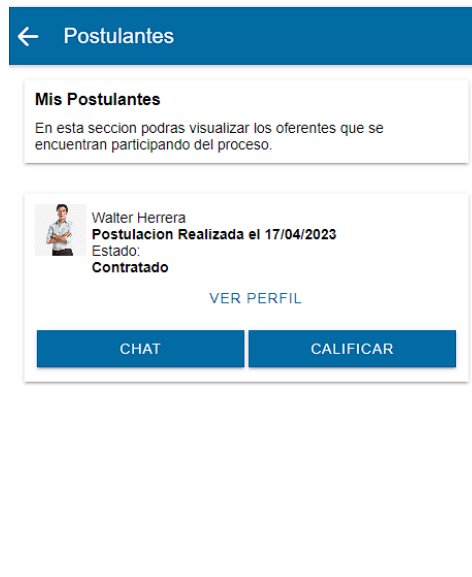 Postulantes
Mis Postulantes
En esta seccion podras visualizar los oferentes que se
encuentran participando del proceso.
Walter Herrera
Postulacion Realizada el 17/04/2023
Estado:
Contratado
VER PERFIL
CHAT
CALIFICAR